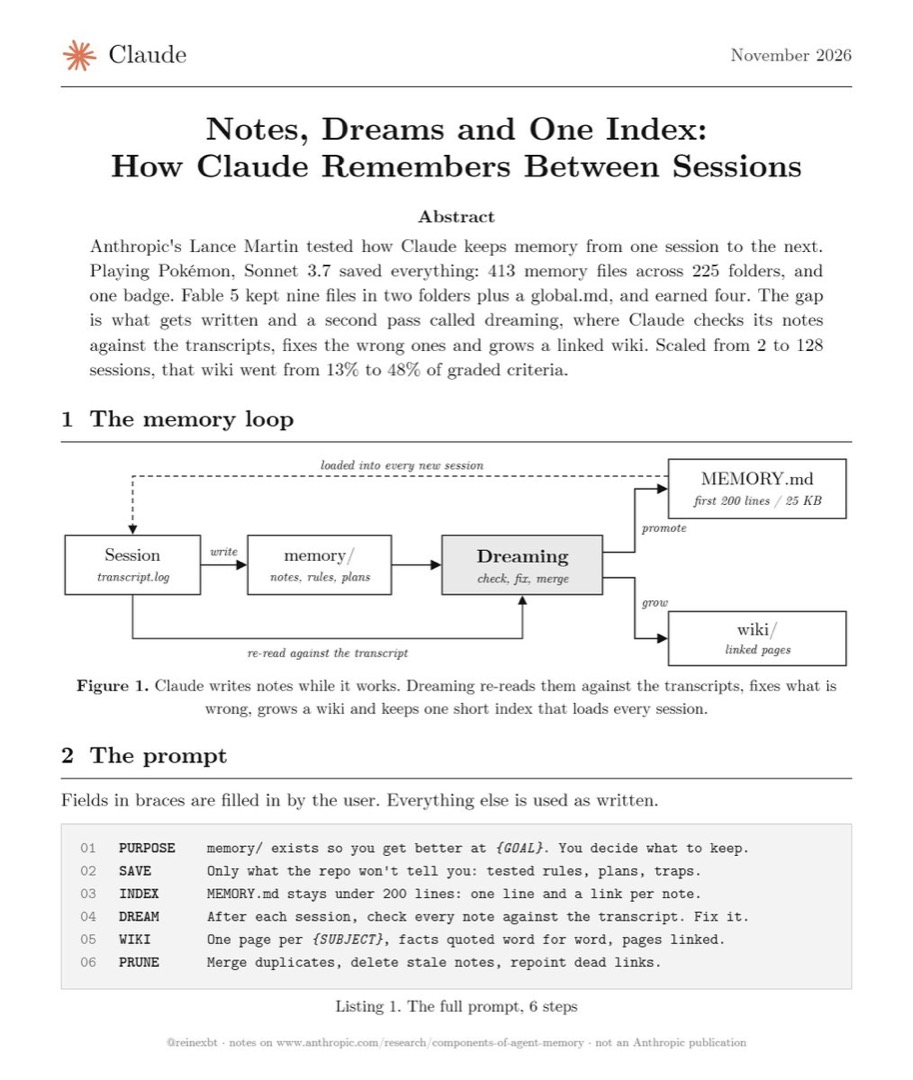 Claude
November 2026
Notes, Dreams and One Index:
How Claude Remembers Between Sessions
Abstract
Anthropic's Lance Martin tested how Claude keeps memory from one session to the next.
Playing Pokémon, Sonnet 3.7 saved everything: 413 memory files across 225 folders, and
one badge. Fable 5 kept nine files in two folders plus a global.md, and earned four. The gap
is what gets written and a second pass called dreaming, where Claude checks its notes
against the transcripts, fixes the wrong ones and grows a linked wiki. Scaled from 2 to 128
sessions, that wiki went from 13% to 48% of graded criteria.
1 The memory loop
loaded into every new session
MEMORY.md
first 200 lines / 25 KB
promote
Session
transcript.log
write
memory/
notes, rules, plans
Dreaming
check, fix, merge
grow
wiki/
linked pages
re-read against the transcript
Figure 1. Claude writes notes while it works. Dreaming re-reads them against the transcripts, fixes what is
wrong, grows a wiki and keeps one short index that loads every session.
2 The prompt
Fields in braces are filled in by the user. Everything else is used as written.
01 PURPOSE memory/ exists so you get better at {GOAL}. You decide what to keep.
02 SAVE Only what the repo won't tell you: tested rules, plans, traps.
03 INDEX MEMORY.md stays under 200 lines: one line and a link per note.
04 DREAM After each session, check every note against the transcript. Fix it.
05 WIKI One page per {SUBJECT}, facts quoted word for word, pages linked.
06 PRUNE Merge duplicates, delete stale notes, repoint dead links.
Listing 1. The full prompt, 6 steps
@reinexbt · notes on www.anthropic.com/research/components-of-agent-memory · not an Anthropic publication